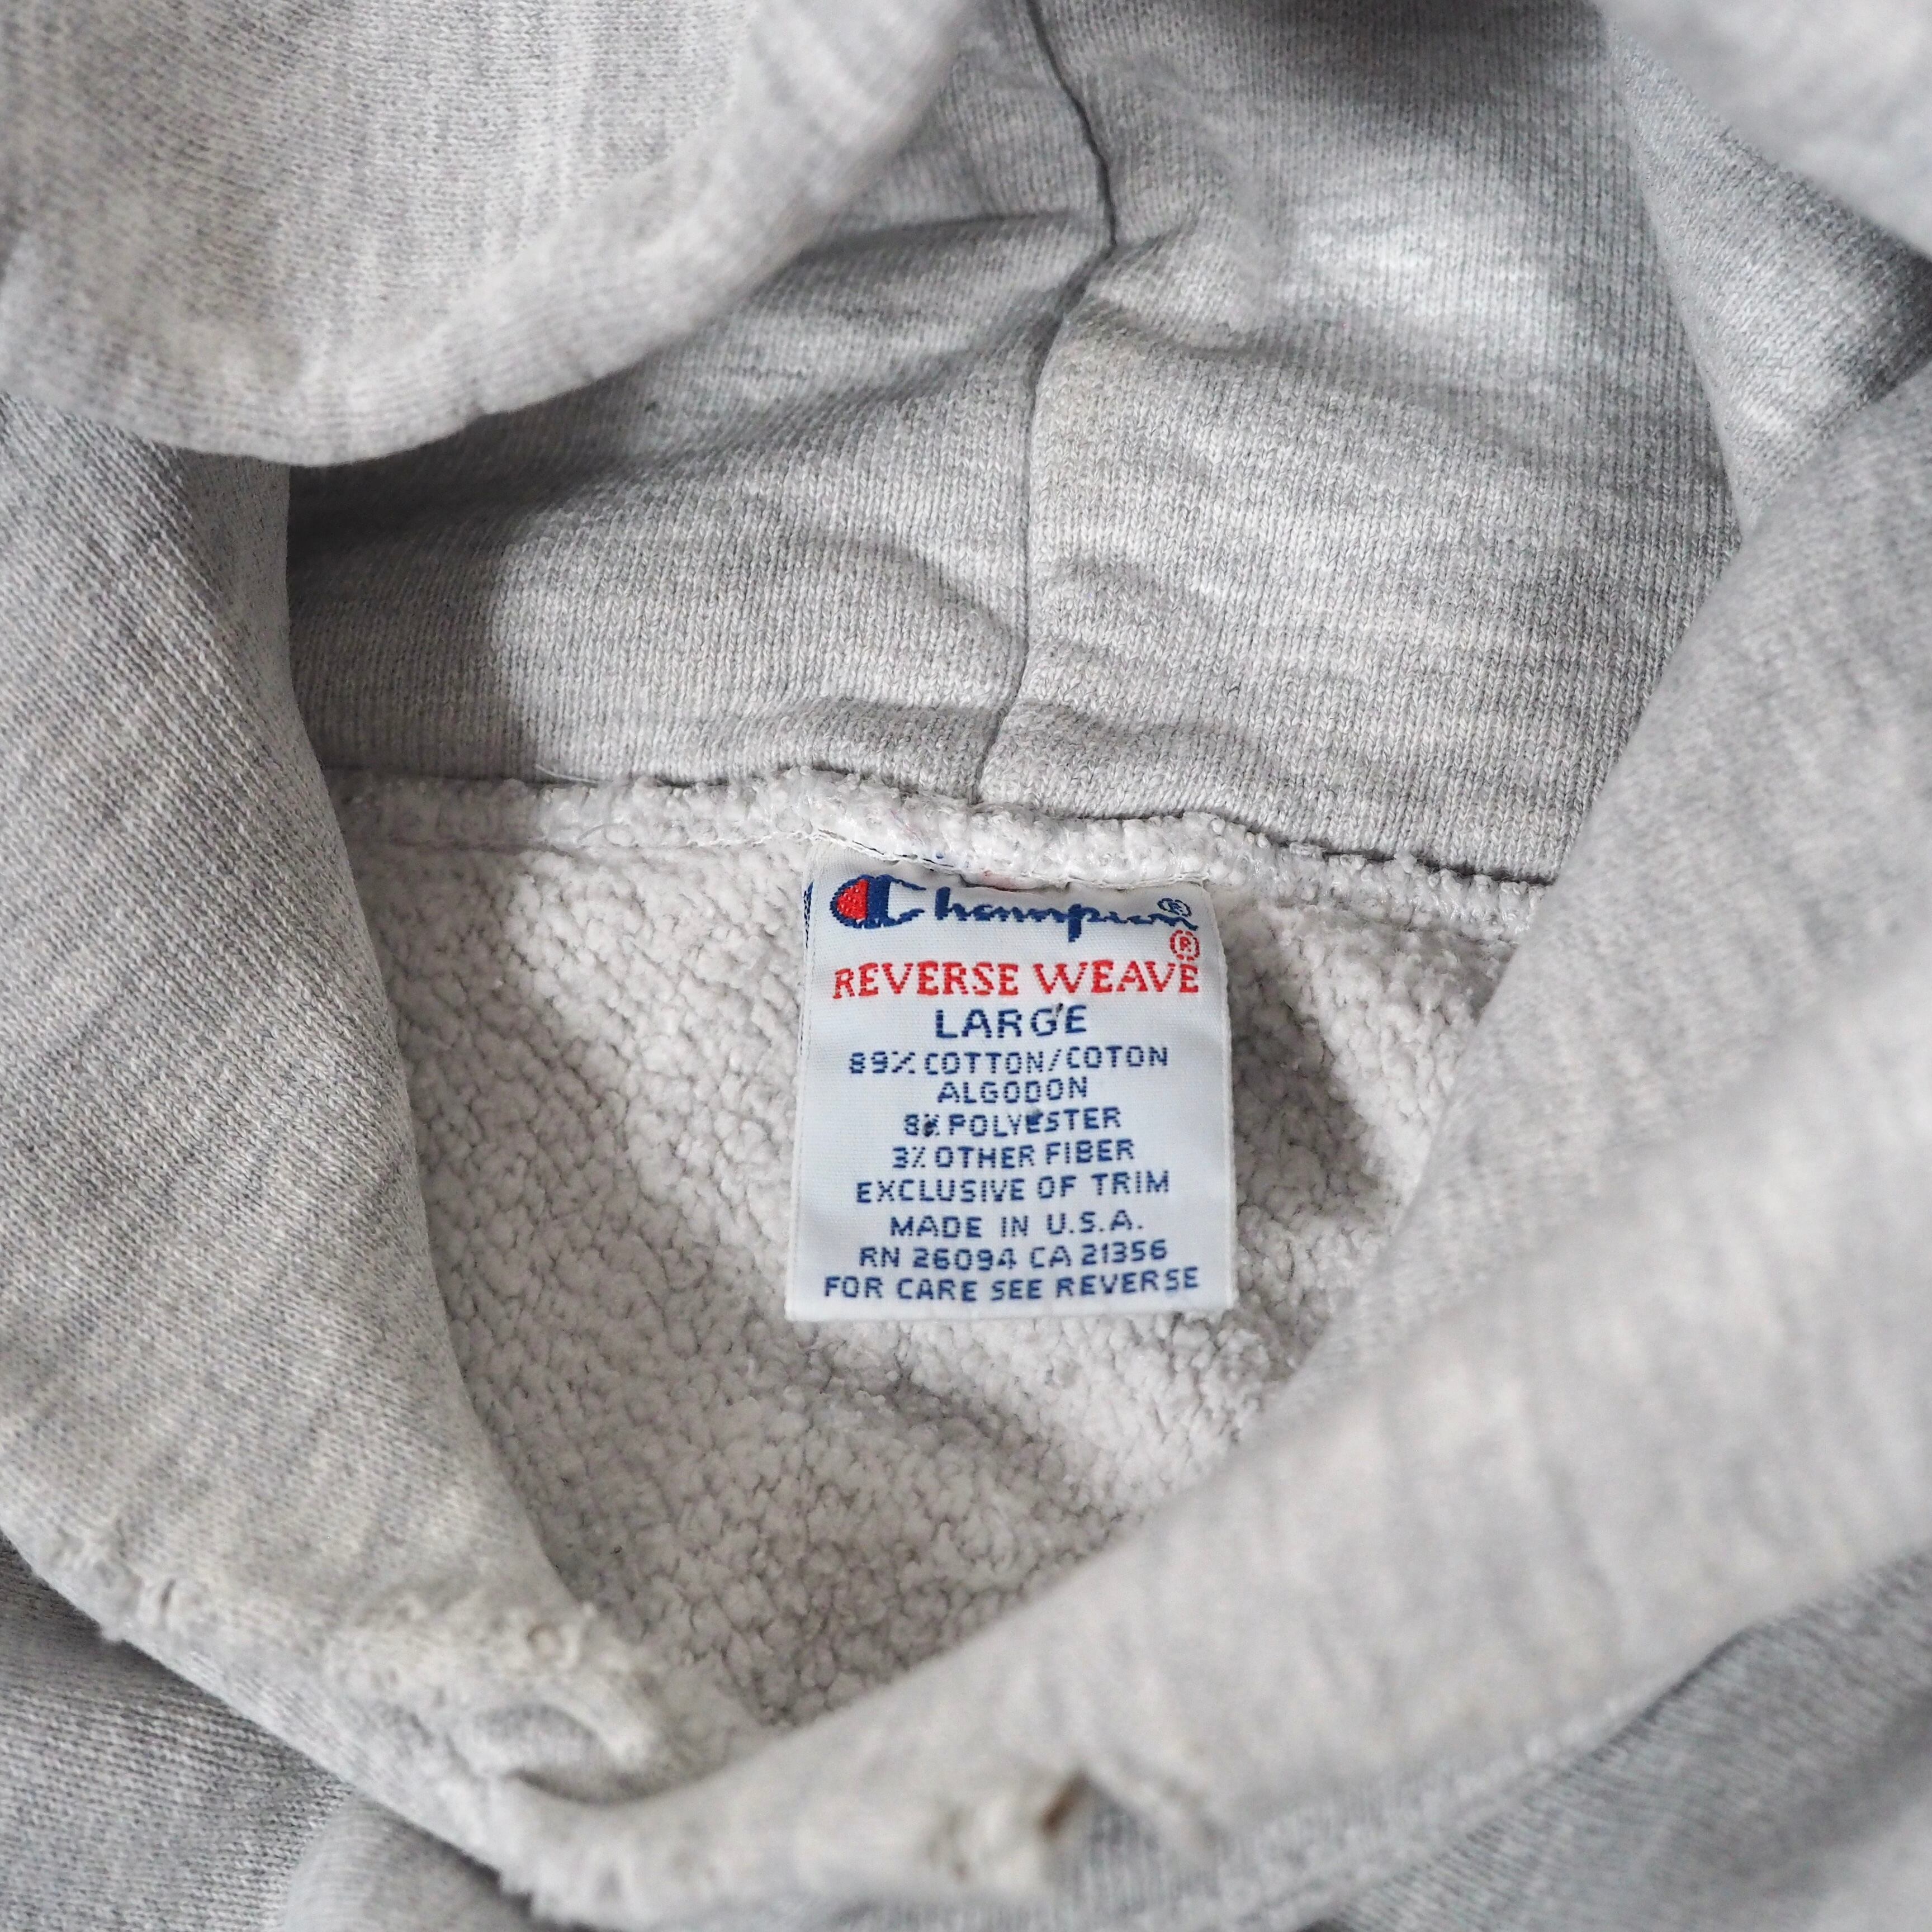 Champion®
REVERSE WEAVE®
LARGE
89% COTTON/COTON
ALGODON
8% POLYESTER
3% OTHER FIBER
EXCLUSIVE OF TRIM
MADE IN U.S.A.
RN 26094 CA 21356
FOR CARE SEE REVERSE